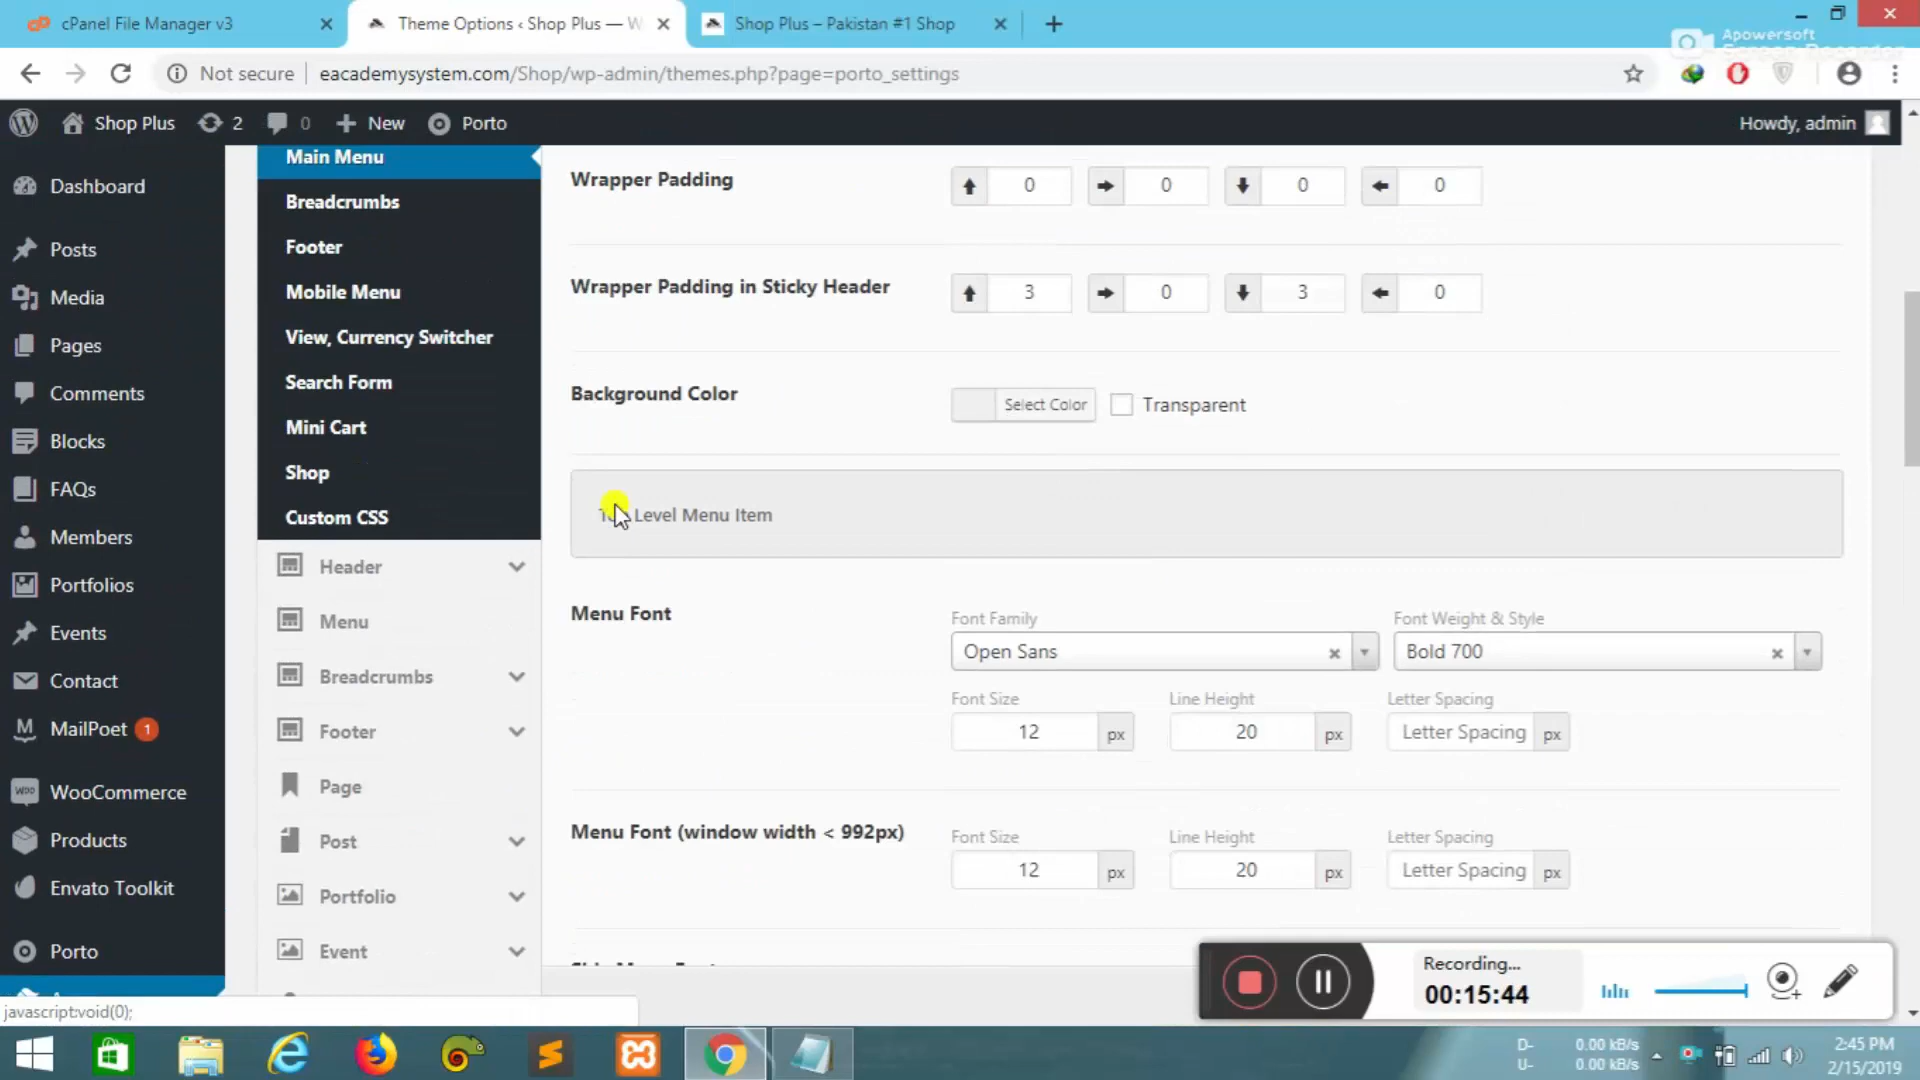 cPanel File Manager v3
Theme Options ‹ Shop Plus — W
Shop Plus – Pakistan #1 Shop
Apowersoft
Screen Recorder
Not secure
eacademysystem.com/Shop/wp-admin/themes.php?page=porto_settings
Shop Plus
2
0
New
Porto
Howdy, admin
Dashboard
Posts
Media
Pages
Comments
Blocks
FAQs
Members
Portfolios
Events
Contact
MailPoet 1
WooCommerce
Products
Envato Toolkit
Porto
Main Menu
Breadcrumbs
Footer
Mobile Menu
View, Currency Switcher
Search Form
Mini Cart
Shop
Custom CSS
Header
Menu
Breadcrumbs
Footer
Page
Post
Portfolio
Event
Wrapper Padding
0 0 0 0
Wrapper Padding in Sticky Header
3 0 3 0
Background Color
Select Color
Transparent
Level Menu Item
Menu Font
Font Family
Font Weight & Style
Open Sans
Bold 700
Font Size
Line Height
Letter Spacing
12 px
20 px
Letter Spacing px
Menu Font (window width < 992px)
Font Size
Line Height
Letter Spacing
12 px
20 px
Letter Spacing px
Recording...
00:15:44
javascript:void(0);
D- 0.00 kB/s
U- 0.00 kB/s
2:45 PM
2/15/2019